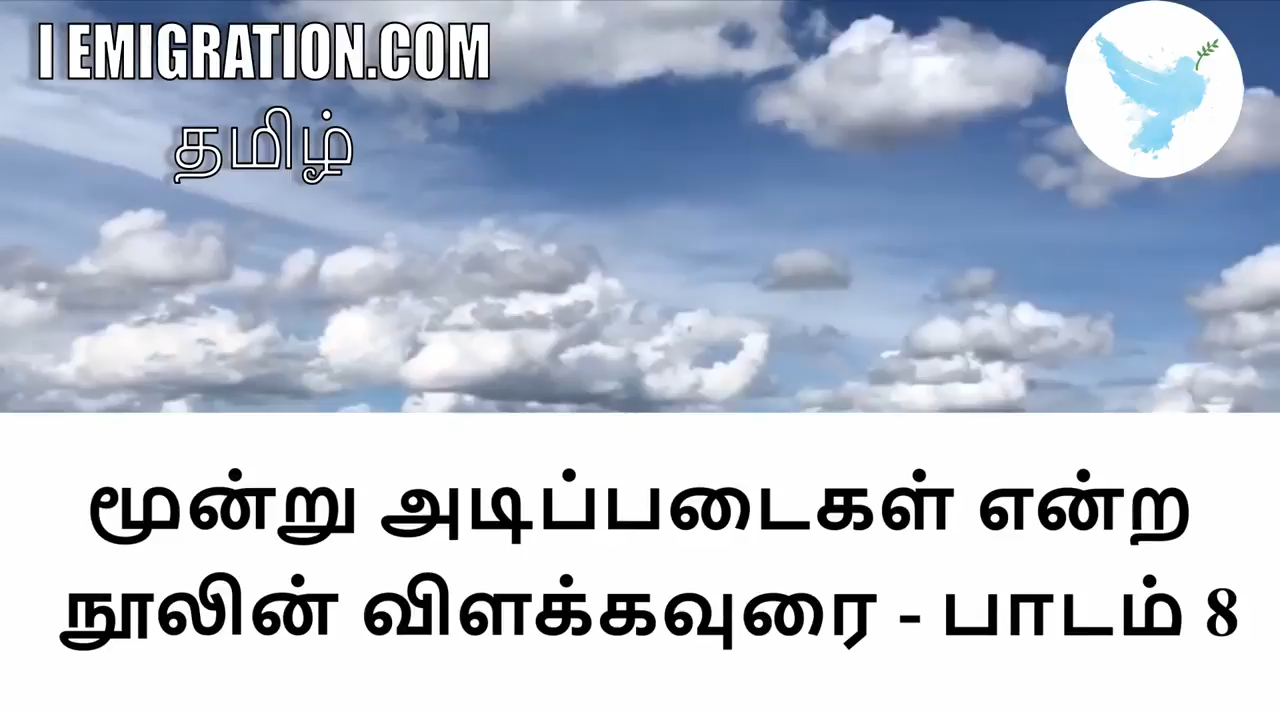 I EMIGRATION.COM
தமிழ்
மூன்று அடிப்படைகள் என்ற
நூலின் விளக்கவுரை - பாடம் 8